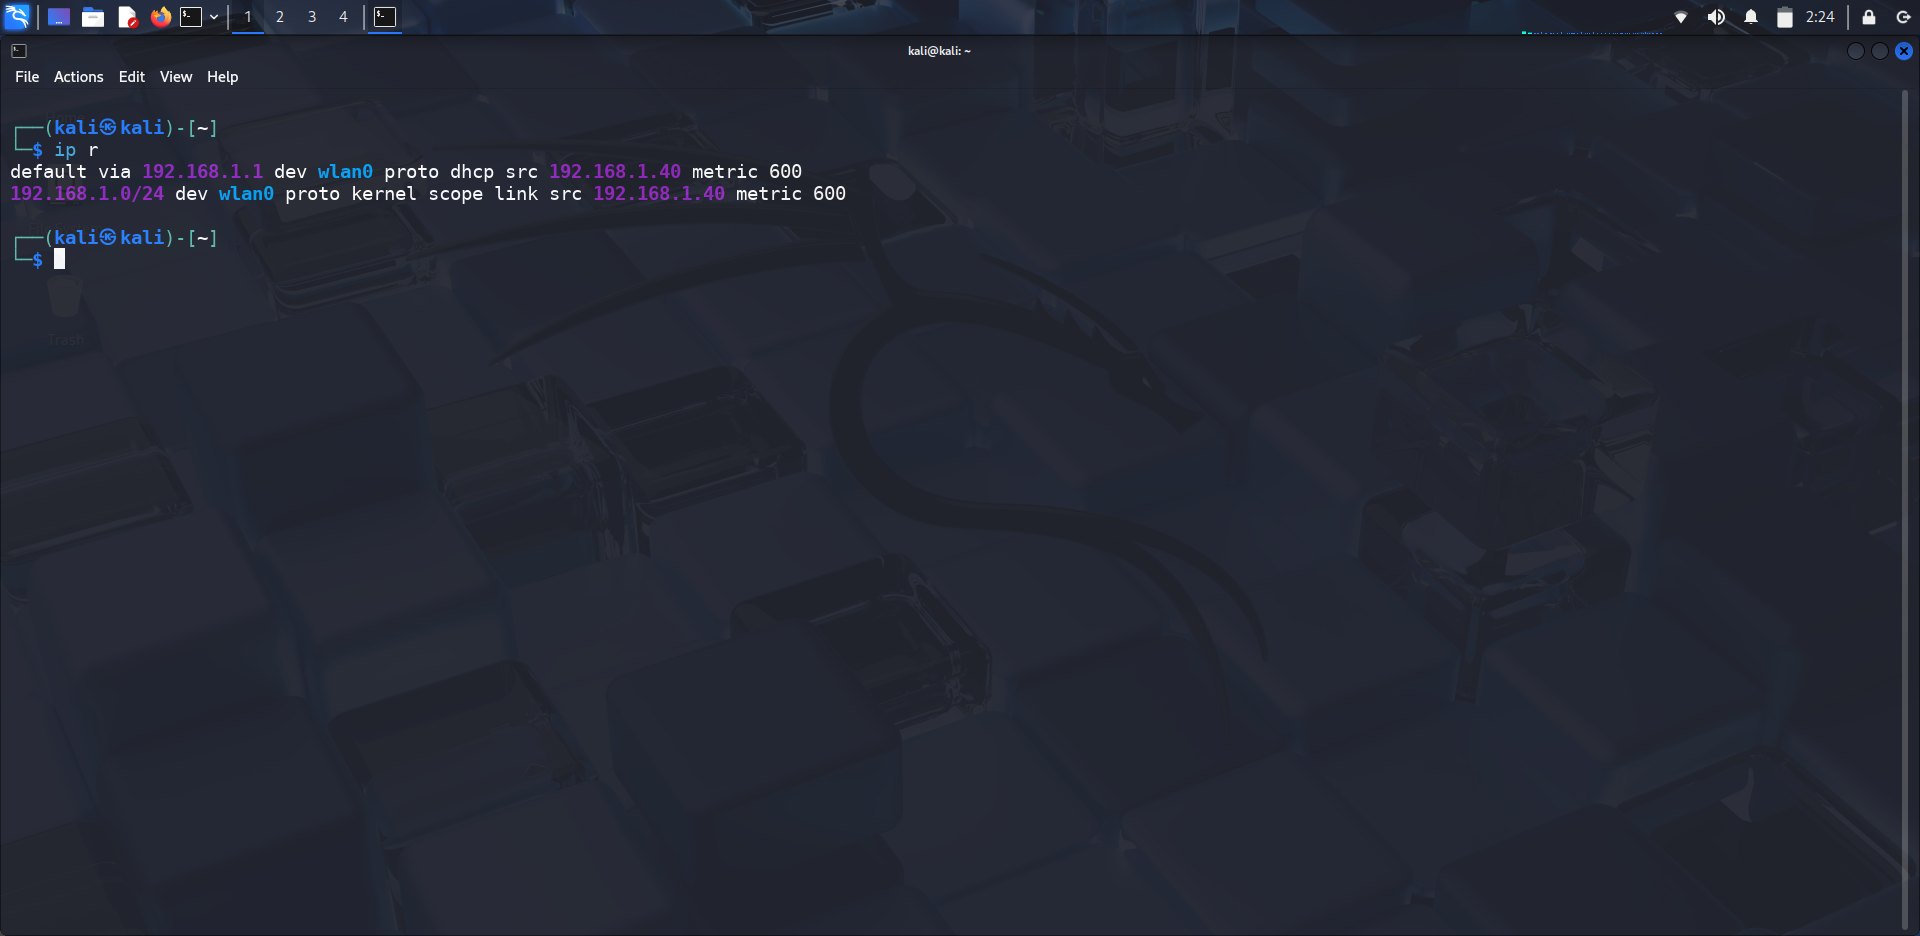 1 2 3 4 2:24
kali@kali: ~
File Actions Edit View Help
┌──(kali㉿kali)-[~]
└─$ ip r
default via 192.168.1.1 dev wlan0 proto dhcp src 192.168.1.40 metric 600
192.168.1.0/24 dev wlan0 proto kernel scope link src 192.168.1.40 metric 600
┌──(kali㉿kali)-[~]
└─$
Trash